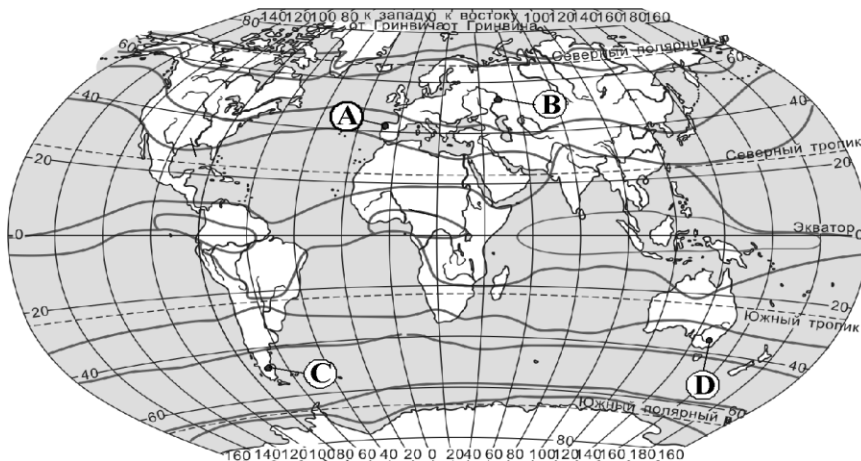 80 140 120 100 80 к западу к востоку 100 120 140 160 180 160
от Гринвича от Гринвича
60 Северный полярный 60
40 40
20 Северный тропик 20
A B
0 Экватор 0
20 20
Южный тропик
40 40
C D
60 60
Южный полярный
80
160 140 120 100 80 60 40 20 0 20 40 60 80 100 120 140 160 180 160